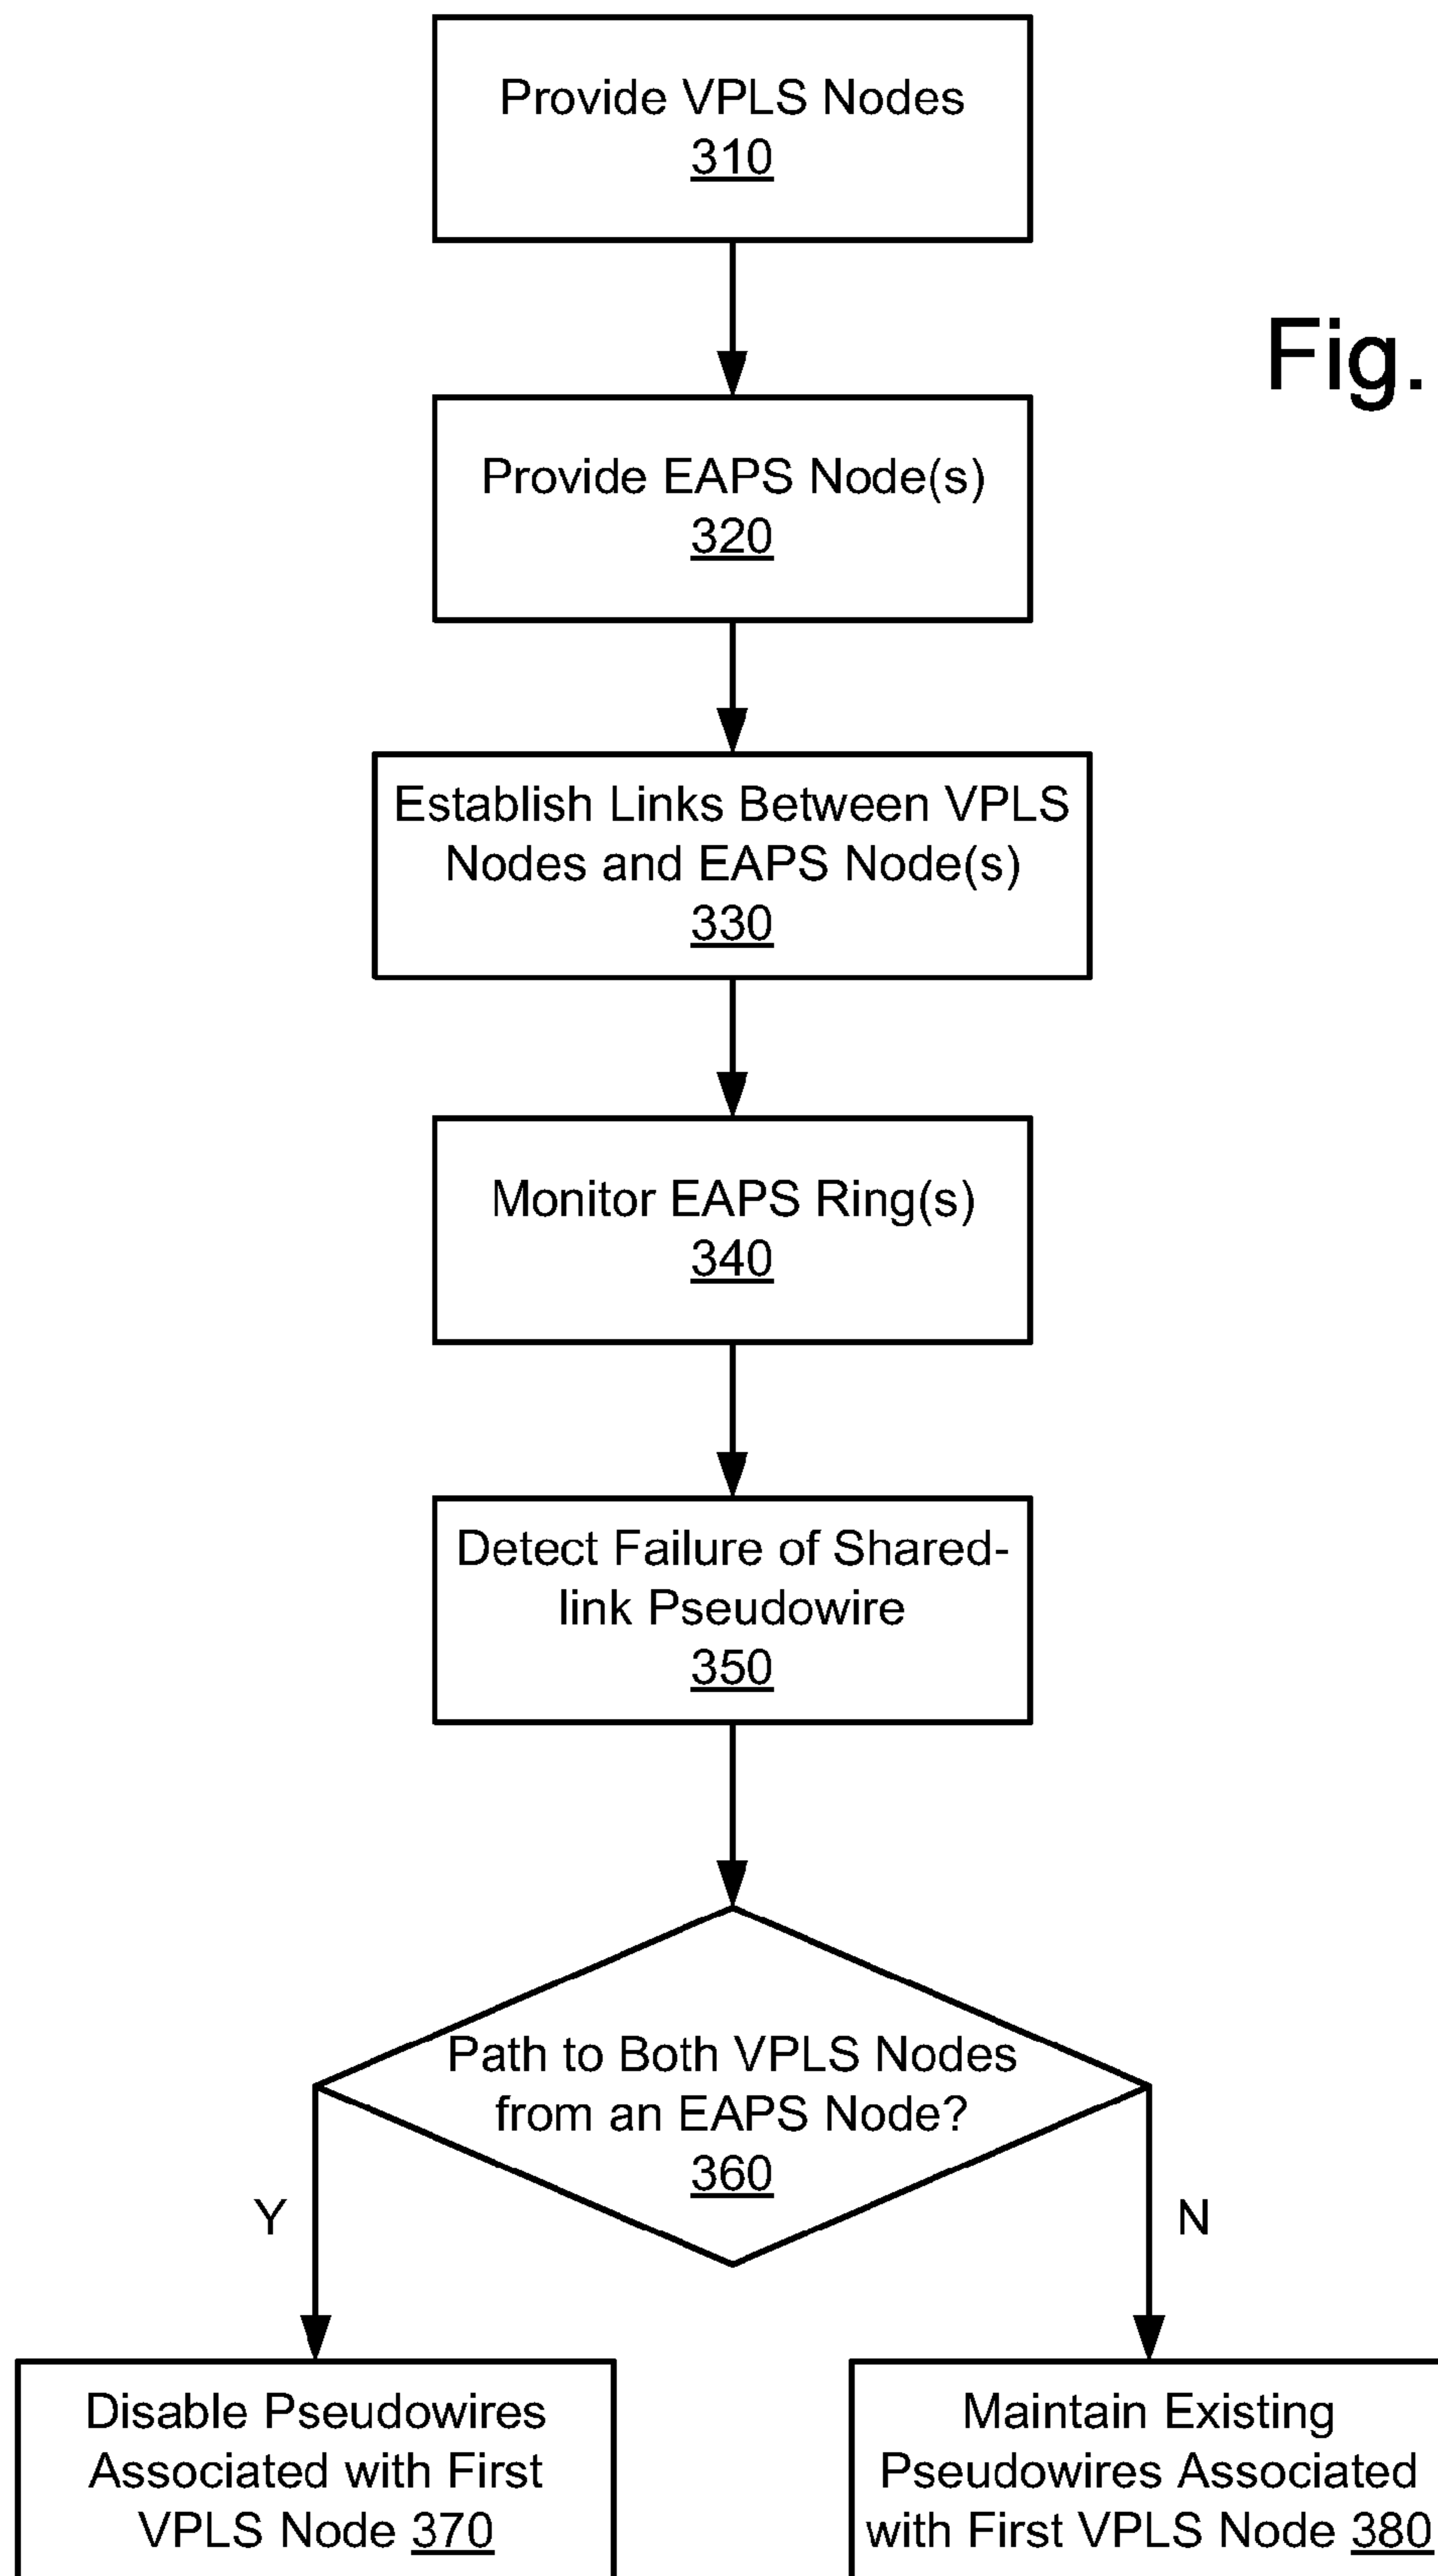 Provide VPLS Nodes
310
Fig.
Provide EAPS Node(s)
320
Establish Links Between VPLS
Nodes and EAPS Node(s)
330
Monitor EAPS Ring(s)
340
Detect Failure of Shared-
link Pseudowire
350
Path to Both VPLS Nodes
from an EAPS Node?
360
Y
N
Disable Pseudowires
Associated with First
VPLS Node 370
Maintain Existing
Pseudowires Associated
with First VPLS Node 380